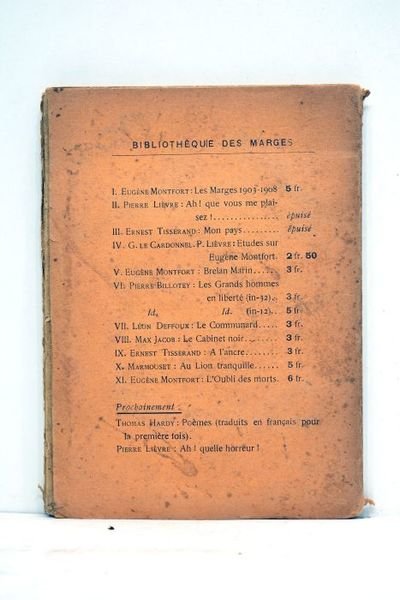 BIBLIOTHÈQUE DES MARGES
I. EUGÈNE MONTFORT : Les Marges 1903-1908 5 fr.
II. PIERRE LIÈVRE : Ah ! que vous me plai-
sez !................ épuisé
III. ERNEST TISSERAND : Mon pays......... épuisé
IV. G. LE CARDONNEL-P. LIÈVRE : Etudes sur
Eugène Montfort. 2 fr. 50
V. EUGÈNE MONTFORT : Brelan Marin...... 3 fr.
VI. PIERRE BILLOTEY : Les Grands hommes
en liberté (in-32).. 3 fr.
Id. Id. (in-12).. 5 fr.
VII. LÉON DEFFOUX : Le Communard..... 3 fr.
VIII. MAX JACOB : Le Cabinet noir........ 3 fr.
IX. ERNEST TISSERAND : A l'ancre........ 3 fr.
X. MARMOUSET : Au Lion tranquille..... 5 fr.
XI. EUGÈNE MONTFORT : L'Oubli des morts. 6 fr.
Prochainement :
THOMAS HARDY : Poèmes (traduits en français pour
la première fois).
PIERRE LIÈVRE : Ah ! quelle horreur !